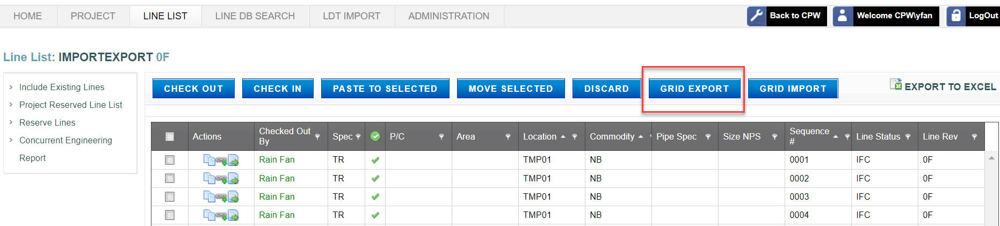 HOME PROJECT LINE LIST LINE DB SEARCH LDT IMPORT ADMINISTRATION Back to CPW Welcome CPW\yfan LogOut
Line List: IMPORTEXPORT 0F
Include Existing Lines
Project Reserved Line List
Reserve Lines
Concurrent Engineering
Report
CHECK OUT CHECK IN PASTE TO SELECTED MOVE SELECTED DISCARD GRID EXPORT GRID IMPORT EXPORT TO EXCEL
Actions Checked Out By Spec P/C Area Location Commodity Pipe Spec Size NPS Sequence # Line Status Line Rev
Rain Fan TR TMP01 NB 0001 IFC 0F
Rain Fan TR TMP01 NB 0002 IFC 0F
Rain Fan TR TMP01 NB 0003 IFC 0F
Rain Fan TR TMP01 NB 0004 IFC 0F